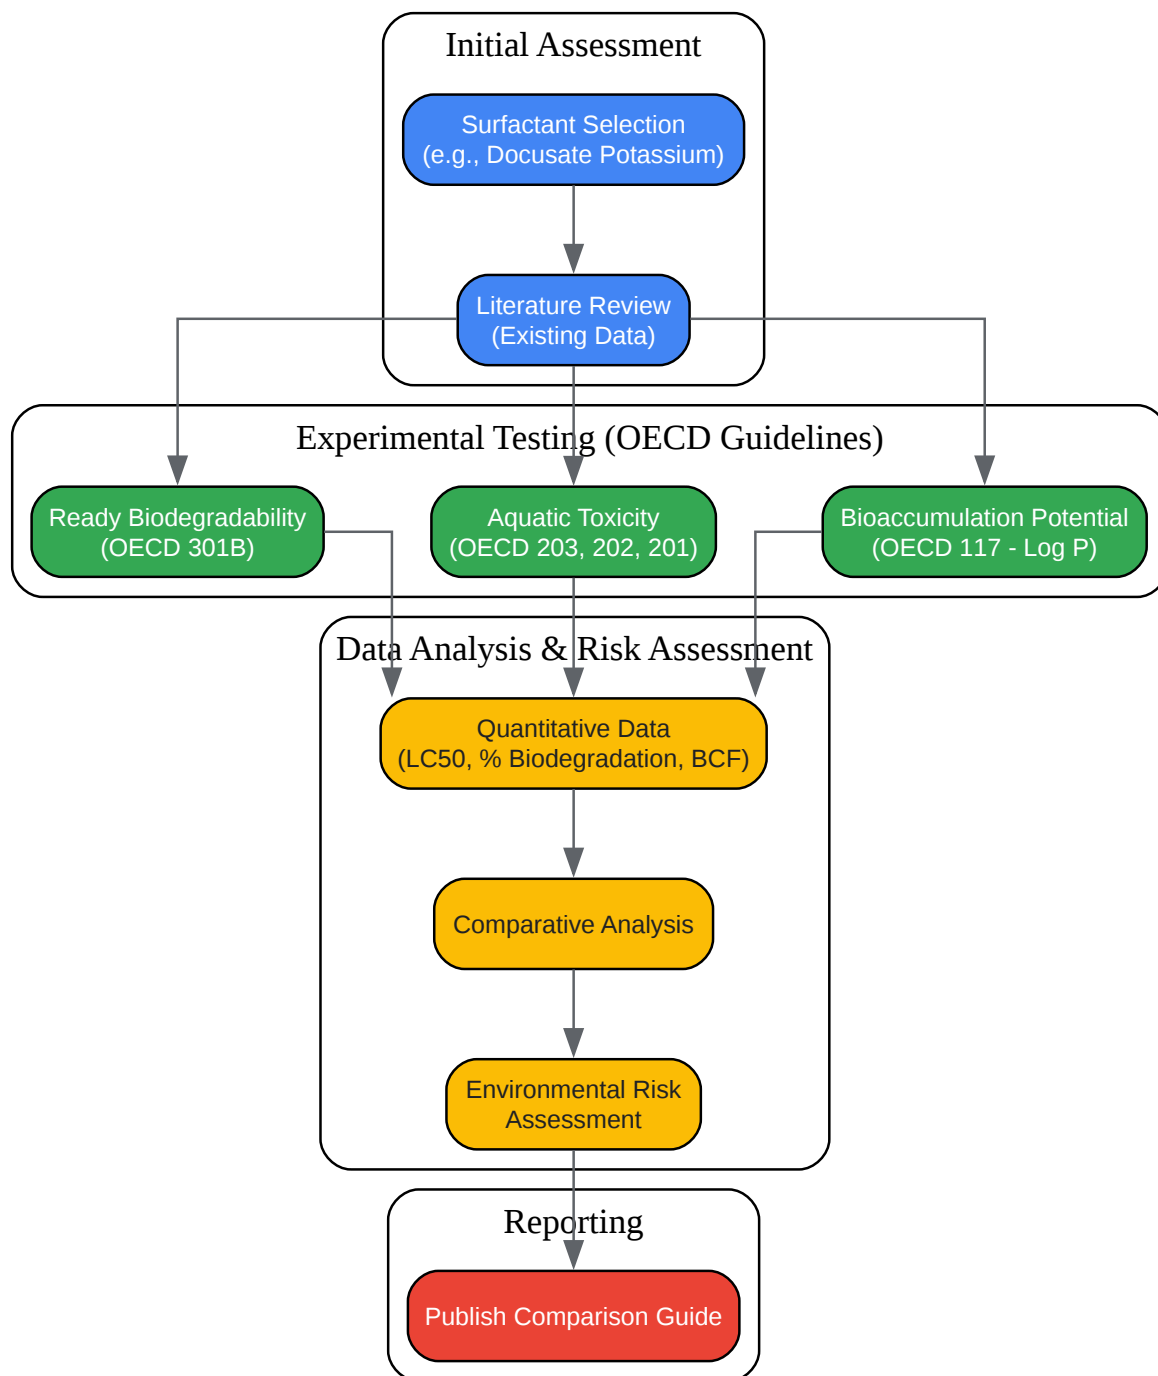 Initial Assessment
Surfactant Selection
(e.g., Docusate Potassium)
Literature Review
(Existing Data)
Experimental Testing (OECD Guidelines)
Ready Biodegradability
(OECD 301B)
Aquatic Toxicity
(OECD 203, 202, 201)
Bioaccumulation Potential
(OECD 117 - Log P)
Data Analysis & Risk Assessment
Quantitative Data
(LC50, % Biodegradation, BCF)
Comparative Analysis
Environmental Risk
Assessment
Reporting
Publish Comparison Guide